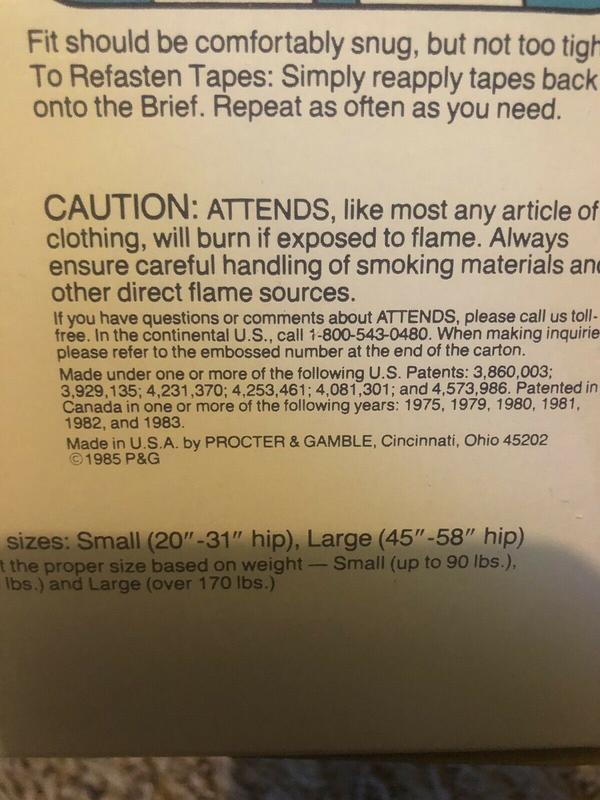 Fit should be comfortably snug, but not too tigh
To Refasten Tapes: Simply reapply tapes back
onto the Brief. Repeat as often as you need.
CAUTION: ATTENDS, like most any article of
clothing, will burn if exposed to flame. Always
ensure careful handling of smoking materials and
other direct flame sources.
If you have questions or comments about ATTENDS, please call us toll-
free. In the continental U.S., call 1-800-543-0480. When making inquirie
please refer to the embossed number at the end of the carton.
Made under one or more of the following U.S. Patents: 3,860,003;
3,929,135; 4,231,370; 4,253,461; 4,081,301; and 4,573,986. Patented in
Canada in one or more of the following years: 1975, 1979, 1980, 1981,
1982, and 1983.
Made in U.S.A. by PROCTER & GAMBLE, Cincinnati, Ohio 45202
©1985 P&G
sizes: Small (20″-31″ hip), Large (45″-58″ hip)
t the proper size based on weight — Small (up to 90 lbs.),
lbs.) and Large (over 170 lbs.)